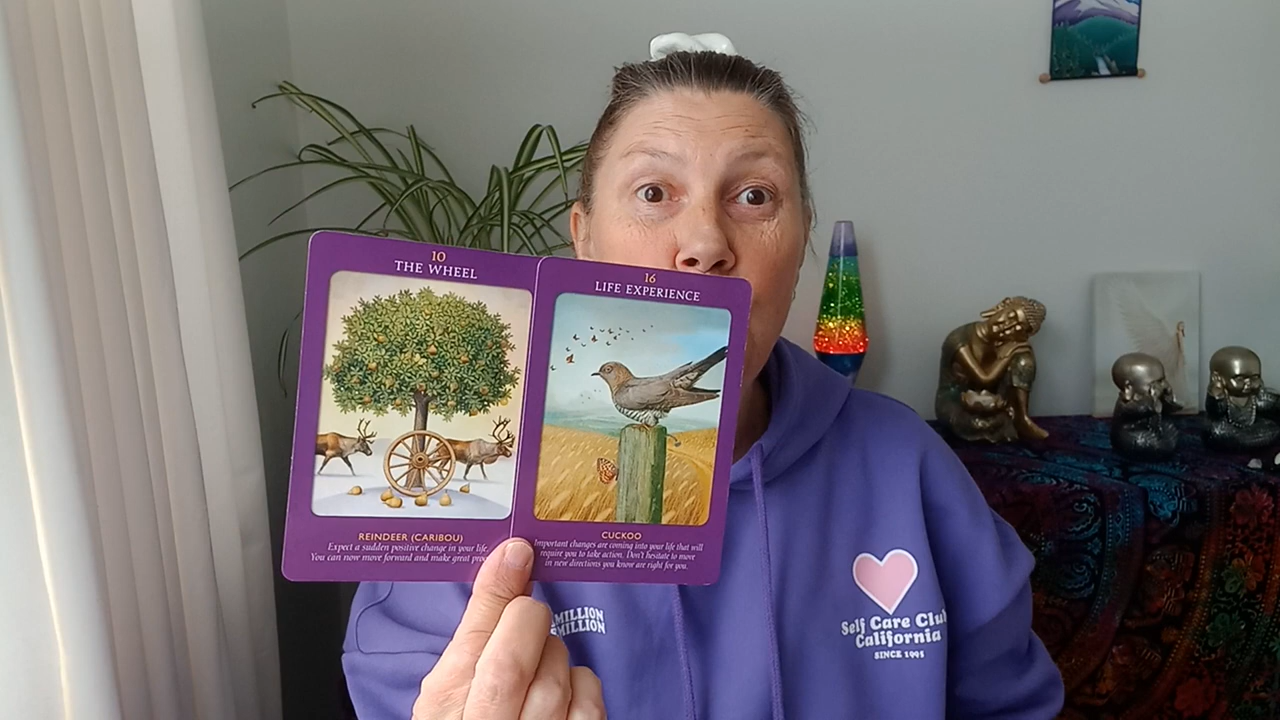 10
THE WHEEL
REINDEER (CARIBOU)
Expect a sudden positive change in your life.
You can now move forward and make great
16
LIFE EXPERIENCE
CUCKOO
Important changes are coming into your life that will
require you to take action. Don't hesitate to move
in new directions you know are right for you.
MILLION
MILLION
Self Care Club
California
SINCE 1995